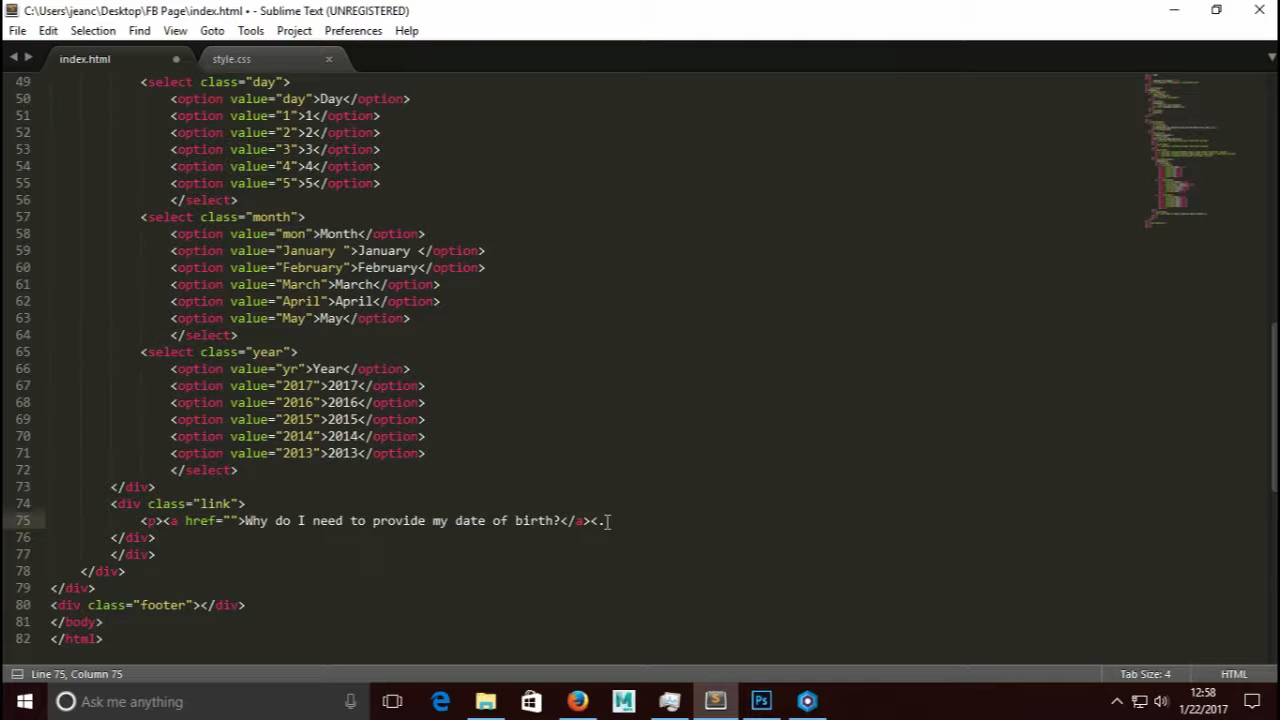 C:\Users\jeanc\Desktop\FB Page\index.html • - Sublime Text (UNREGISTERED)
File Edit Selection Find View Goto Tools Project Preferences Help
index.html style.css ×
49 <select class="day">
50 <option value="day">Day</option>
51 <option value="1">1</option>
52 <option value="2">2</option>
53 <option value="3">3</option>
54 <option value="4">4</option>
55 <option value="5">5</option>
56 </select>
57 <select class="month">
58 <option value="mon">Month</option>
59 <option value="January ">January </option>
60 <option value="February">February</option>
61 <option value="March">March</option>
62 <option value="April">April</option>
63 <option value="May">May</option>
64 </select>
65 <select class="year">
66 <option value="yr">Year</option>
67 <option value="2017">2017</option>
68 <option value="2016">2016</option>
69 <option value="2015">2015</option>
70 <option value="2014">2014</option>
71 <option value="2013">2013</option>
72 </select>
73 </div>
74 <div class="link">
75 <p><a href="">Why do I need to provide my date of birth?</a><.
76 </div>
77 </div>
78 </div>
79 </div>
80 <div class="footer"></div>
81 </body>
82 </html>
Line 75, Column 75 Tab Size: 4 HTML
Ask me anything 12:58
1/22/2017